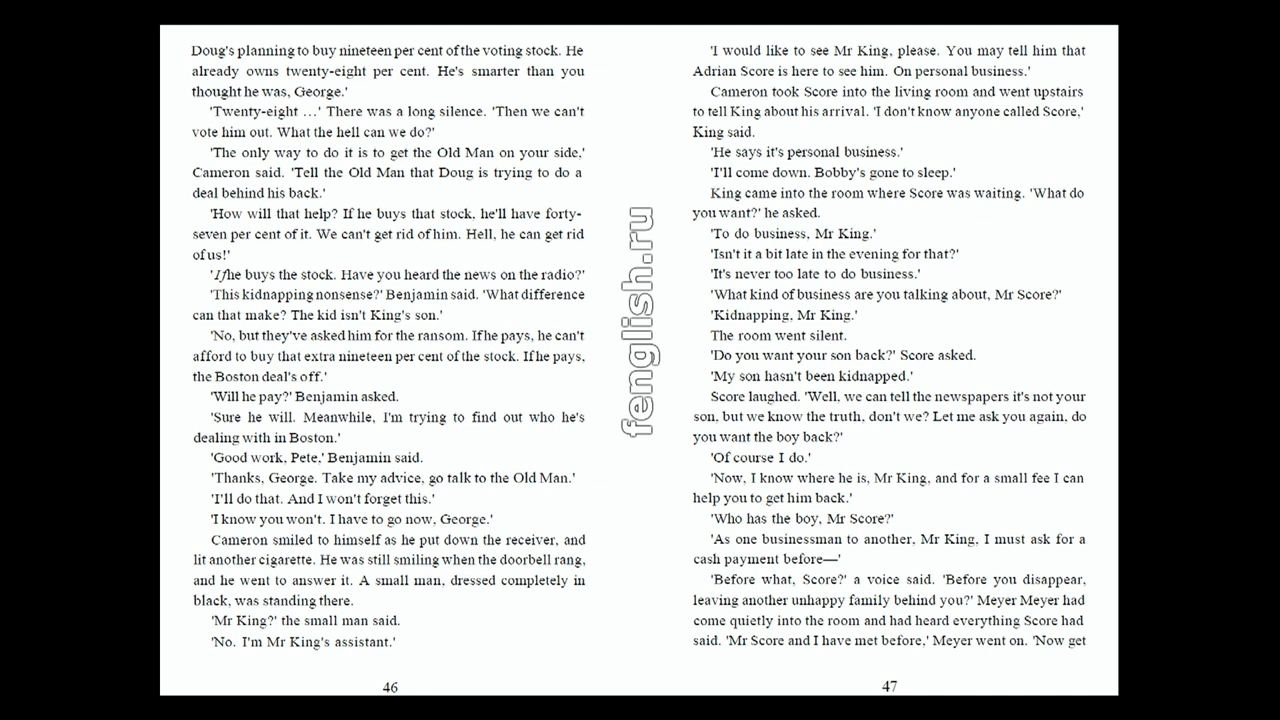 Doug's planning to buy nineteen per cent of the voting stock. He
already owns twenty-eight per cent. He's smarter than you
thought he was, George.'
'Twenty-eight ...' There was a long silence. 'Then we can't
vote him out. What the hell can we do?'
'The only way to do it is to get the Old Man on your side,'
Cameron said. 'Tell the Old Man that Doug is trying to do a
deal behind his back.'
'How will that help? If he buys that stock, he'll have forty-
seven per cent of it. We can't get rid of him. Hell, he can get rid
of us!'
'If he buys the stock. Have you heard the news on the radio?'
'This kidnapping nonsense?' Benjamin said. 'What difference
can that make? The kid isn't King's son.'
'No, but they've asked him for the ransom. If he pays, he can't
afford to buy that extra nineteen per cent of the stock. If he pays,
the Boston deal's off.'
'Will he pay?' Benjamin asked.
'Sure he will. Meanwhile, I'm trying to find out who he's
dealing with in Boston.'
'Good work, Pete,' Benjamin said.
'Thanks, George. Take my advice, go talk to the Old Man.'
'I'll do that. And I won't forget this.'
'I know you won't. I have to go now, George.'
Cameron smiled to himself as he put down the receiver, and
lit another cigarette. He was still smiling when the doorbell rang,
and he went to answer it. A small man, dressed completely in
black, was standing there.
'Mr King?' the small man said.
'No. I'm Mr King's assistant.'
46
fenglish.ru
'I would like to see Mr King, please. You may tell him that
Adrian Score is here to see him. On personal business.'
Cameron took Score into the living room and went upstairs
to tell King about his arrival. 'I don't know anyone called Score,'
King said.
'He says it's personal business.'
'I'll come down. Bobby's gone to sleep.'
King came into the room where Score was waiting. 'What do
you want?' he asked.
'To do business, Mr King.'
'Isn't it a bit late in the evening for that?'
'It's never too late to do business.'
'What kind of business are you talking about, Mr Score?'
'Kidnapping, Mr King.'
The room went silent.
'Do you want your son back?' Score asked.
'My son hasn't been kidnapped.'
Score laughed. 'Well, we can tell the newspapers it's not your
son, but we know the truth, don't we? Let me ask you again, do
you want the boy back?'
'Of course I do.'
'Now, I know where he is, Mr King, and for a small fee I can
help you to get him back.'
'Who has the boy, Mr Score?'
'As one businessman to another, Mr King, I must ask for a
cash payment before—'
'Before what, Score?' a voice said. 'Before you disappear,
leaving another unhappy family behind you?' Meyer Meyer had
come quietly into the room and had heard everything Score had
said. 'Mr Score and I have met before,' Meyer went on. 'Now get
47